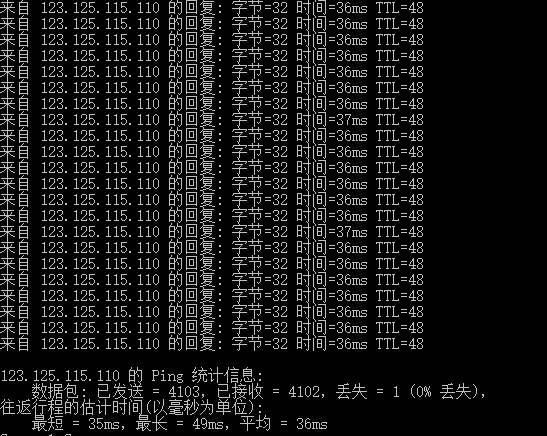 来自 123.125.115.110 的回复: 字节=32 时间=36ms TTL=48
来自 123.125.115.110 的回复: 字节=32 时间=36ms TTL=48
来自 123.125.115.110 的回复: 字节=32 时间=36ms TTL=48
来自 123.125.115.110 的回复: 字节=32 时间=36ms TTL=48
来自 123.125.115.110 的回复: 字节=32 时间=36ms TTL=48
来自 123.125.115.110 的回复: 字节=32 时间=36ms TTL=48
来自 123.125.115.110 的回复: 字节=32 时间=36ms TTL=48
来自 123.125.115.110 的回复: 字节=32 时间=37ms TTL=48
来自 123.125.115.110 的回复: 字节=32 时间=36ms TTL=48
来自 123.125.115.110 的回复: 字节=32 时间=36ms TTL=48
来自 123.125.115.110 的回复: 字节=32 时间=36ms TTL=48
来自 123.125.115.110 的回复: 字节=32 时间=36ms TTL=48
来自 123.125.115.110 的回复: 字节=32 时间=36ms TTL=48
来自 123.125.115.110 的回复: 字节=32 时间=36ms TTL=48
来自 123.125.115.110 的回复: 字节=32 时间=37ms TTL=48
来自 123.125.115.110 的回复: 字节=32 时间=36ms TTL=48
来自 123.125.115.110 的回复: 字节=32 时间=36ms TTL=48
来自 123.125.115.110 的回复: 字节=32 时间=36ms TTL=48
来自 123.125.115.110 的回复: 字节=32 时间=36ms TTL=48
来自 123.125.115.110 的回复: 字节=32 时间=36ms TTL=48
来自 123.125.115.110 的回复: 字节=32 时间=36ms TTL=48
来自 123.125.115.110 的回复: 字节=32 时间=36ms TTL=48
123.125.115.110 的 Ping 统计信息:
数据包: 已发送 = 4103, 已接收 = 4102, 丢失 = 1 (0% 丢失),
往返行程的估计时间(以毫秒为单位):
最短 = 35ms, 最长 = 49ms, 平均 = 36ms